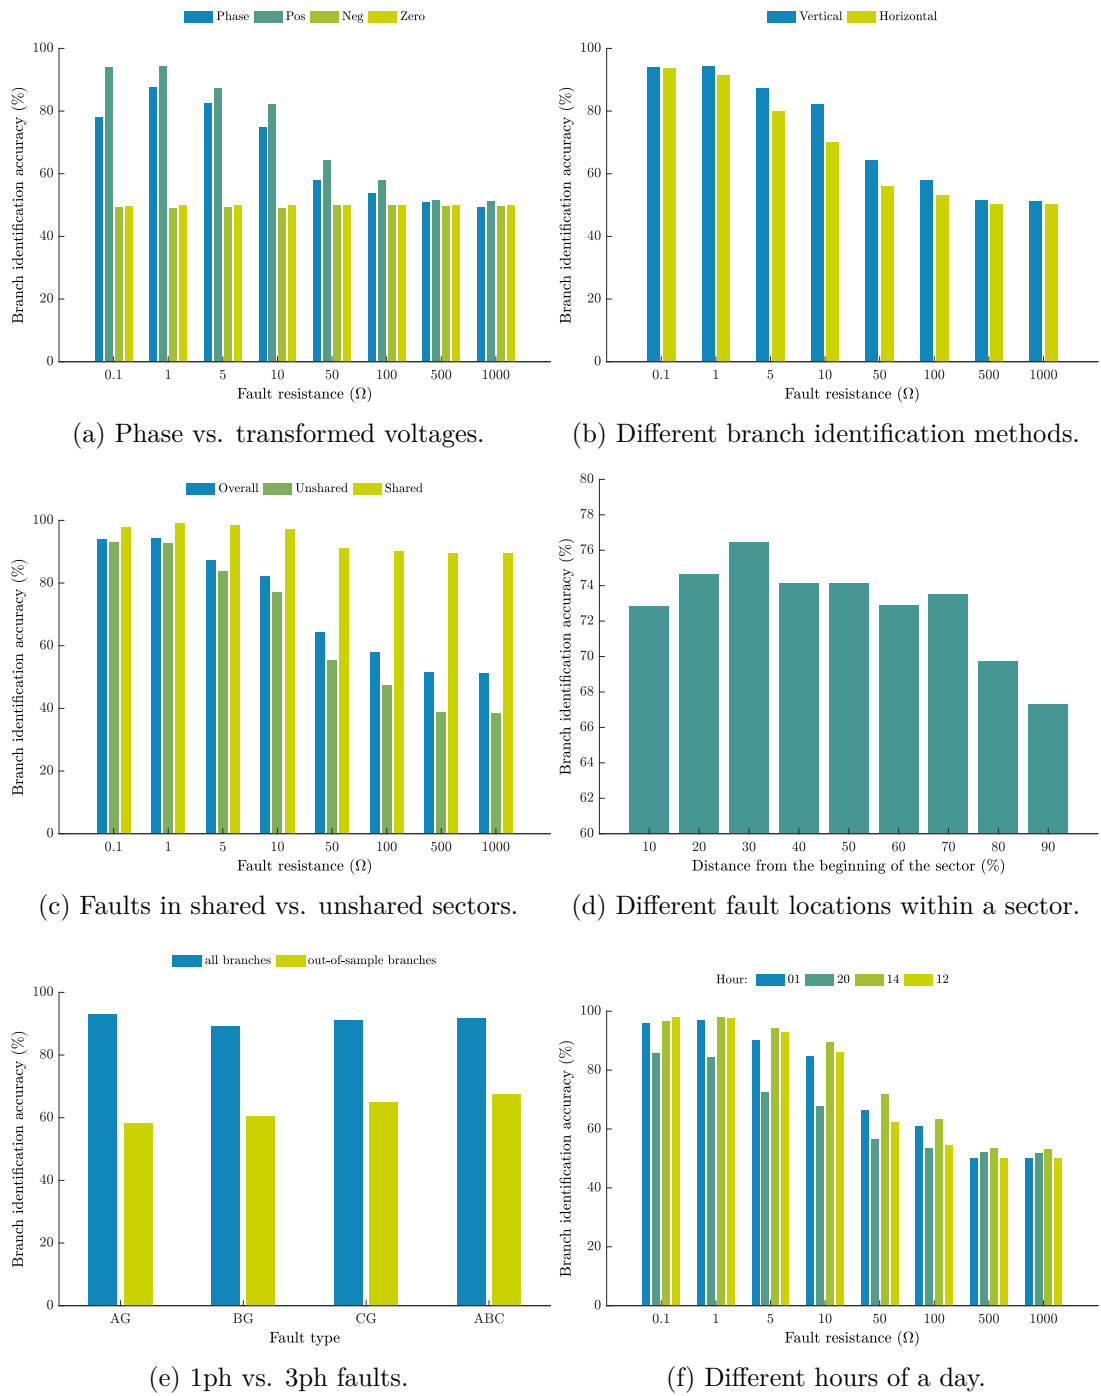 Phase Pos Neg Zero
Branch identification accuracy (%)
100
80
60
40
20
0
0.1 1 5 10 50 100 500 1000
Fault resistance (Ω)
(a) Phase vs. transformed voltages.
Vertical Horizontal
Branch identification accuracy (%)
100
80
60
40
20
0
0.1 1 5 10 50 100 500 1000
Fault resistance (Ω)
(b) Different branch identification methods.
Overall Unshared Shared
Branch identification accuracy (%)
100
80
60
40
20
0
0.1 1 5 10 50 100 500 1000
Fault resistance (Ω)
(c) Faults in shared vs. unshared sectors.
Branch identification accuracy (%)
80
78
76
74
72
70
68
66
64
62
60
10 20 30 40 50 60 70 80 90
Distance from the beginning of the sector (%)
(d) Different fault locations within a sector.
all branches out-of-sample branches
Branch identification accuracy (%)
100
80
60
40
20
0
AG BG CG ABC
Fault type
(e) 1ph vs. 3ph faults.
Hour: 01 20 14 12
Branch identification accuracy (%)
100
80
60
40
20
0
0.1 1 5 10 50 100 500 1000
Fault resistance (Ω)
(f) Different hours of a day.